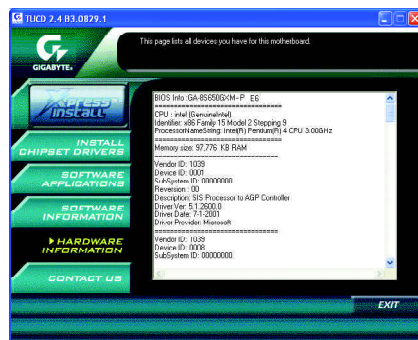 TUCD 2.4 B3.0829.1
GIGABYTE
This page lists all devices you have for this motherboard.
Xpress
INSTALL
INSTALL
CHIPSET DRIVERS
SOFTWARE
APPLICATIONS
SOFTWARE
INFORMATION
HARDWARE
INFORMATION
CONTACT US
BIOS Info :GA-8S650GXM-P E6
================================
CPU : intel (GenuineIntel)
Identifier: x86 Family 15 Model 2 Stepping 9
ProcessorNameString: Intel(R) Pentium(R) 4 CPU 3.00GHz
================================
Memory size: 97,776 KB RAM
--------------------------------
Vendor ID: 1039
Device ID: 0001
SubSystem ID: 00000000
Reversion : 00
Description: SIS Processor to AGP Controller
Driver Ver: 5.1.2600.0
Driver Date: 7-1-2001
Driver Provider: Microsoft
================================
Vendor ID: 1039
Device ID: 0008
SubSystem ID: 00000000
EXIT